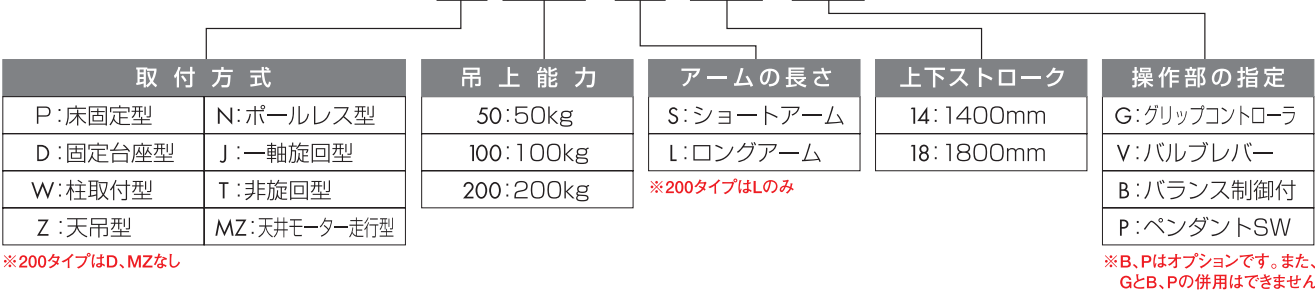 取付方式
P:床固定型 N:ポールレス型
D:固定台座型 J:一軸旋回型
W:柱取付型 T:非旋回型
Z:天吊型 MZ:天井モーター走行型
※200タイプはD、MZなし
吊上能力
50:50kg
100:100kg
200:200kg
アームの長さ
S:ショートアーム
L:ロングアーム
※200タイプはLのみ
上下ストローク
14:1400mm
18:1800mm
操作部の指定
G:グリップコントローラ
V:バルブレバー
B:バランス制御付
P:ペンダントSW
※B、Pはオプションです。また、
GとB、Pの併用はできません